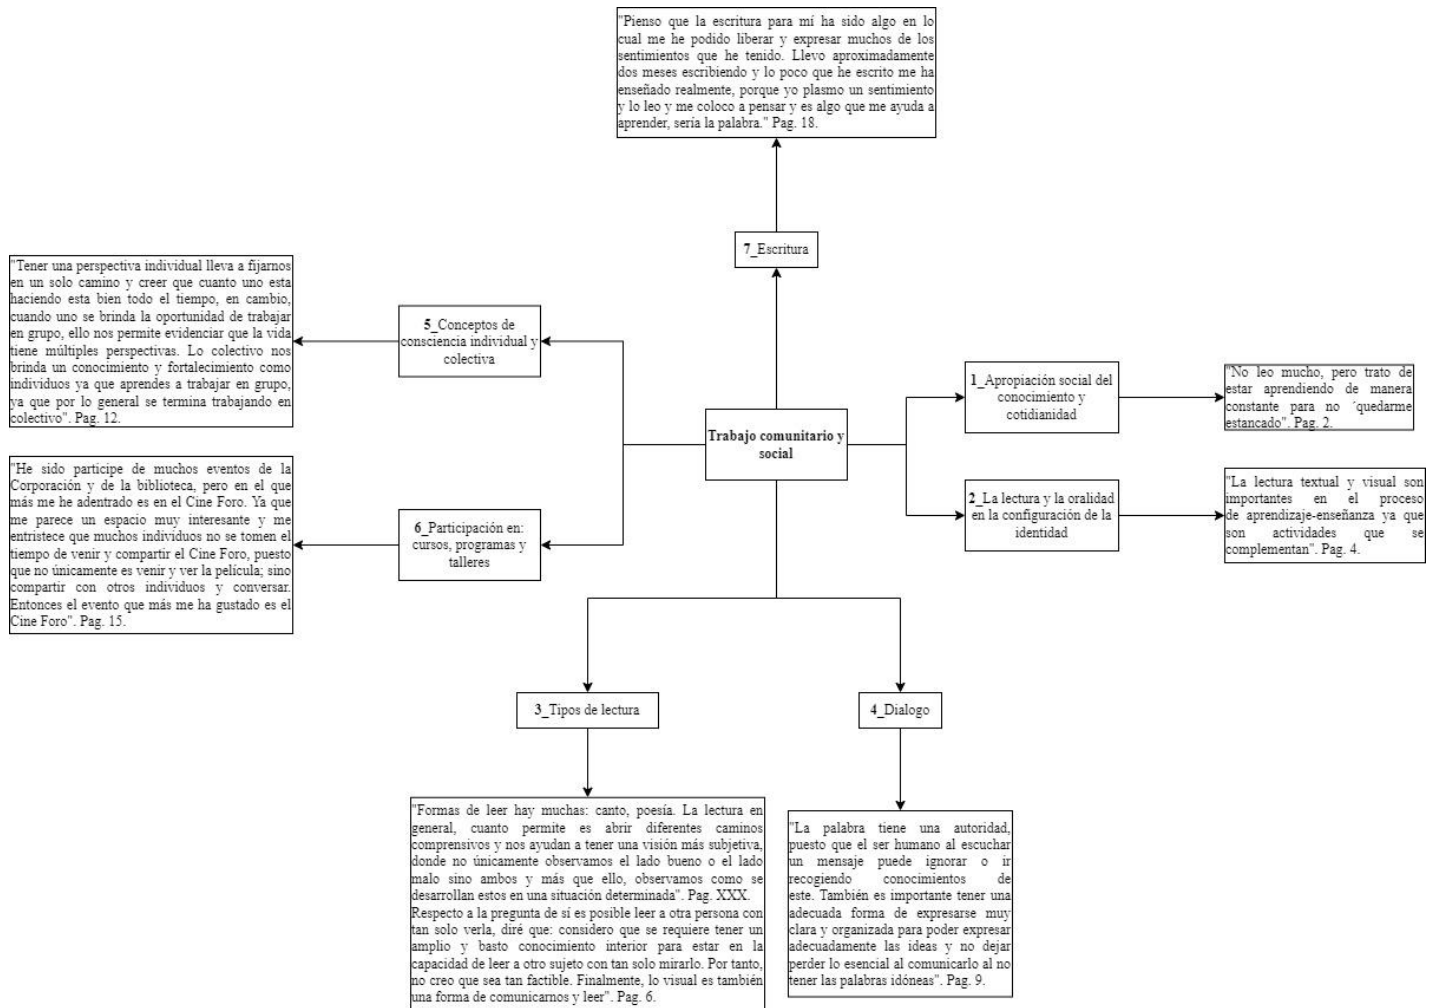 "Pienso que la escritura para mí ha sido algo en lo
cual me he podido liberar y expresar muchos de los
sentimientos que he tenido. Llevo aproximadamente
dos meses escribiendo y lo poco que he escrito me ha
enseñado realmente, porque yo plasmo un sentimiento
y lo leo y me coloco a pensar y es algo que me ayuda a
aprender, sería la palabra." Pag. 18.
7_Escritura
"Tener una perspectiva individual lleva a fijarnos
en un solo camino y creer que cuanto uno esta
haciendo esta bien todo el tiempo, en cambio,
cuando uno se brinda la oportunidad de trabajar
en grupo, ello nos permite evidenciar que la vida
tiene múltiples perspectivas. Lo colectivo nos
brinda un conocimiento y fortalecimiento como
individuos ya que aprendes a trabajar en grupo,
ya que por lo general se termina trabajando en
colectivo". Pag. 12.
5_Conceptos de
consciencia individual y
colectiva
1_Apropiación social del
conocimiento y
cotidianidad
"No leo mucho, pero trato de
estar aprendiendo de manera
constante para no ´quedarme
estancado". Pag. 2.
Trabajo comunitario y
social
"He sido participe de muchos eventos de la
Corporación y de la biblioteca, pero en el que
más me he adentrado es en el Cine Foro. Ya que
me parece un espacio muy interesante y me
entristece que muchos individuos no se tomen el
tiempo de venir y compartir el Cine Foro, puesto
que no únicamente es venir y ver la película; sino
compartir con otros individuos y conversar.
Entonces el evento que más me ha gustado es el
Cine Foro". Pag. 15.
6_Participación en:
cursos, programas y
talleres
2_La lectura y la oralidad
en la configuración de la
identidad
"La lectura textual y visual son
importantes en el proceso
de aprendizaje-enseñanza ya que
son actividades que se
complementan". Pag. 4.
3_Tipos de lectura
4_Dialogo
"Formas de leer hay muchas: canto, poesía. La lectura en
general, cuanto permite es abrir diferentes caminos
comprensivos y nos ayudan a tener una visión más subjetiva,
donde no únicamente observamos el lado bueno o el lado
malo sino ambos y más que ello, observamos como se
desarrollan estos en una situación determinada". Pag. XXX.
Respecto a la pregunta de sí es posible leer a otra persona con
tan solo verla, diré que: considero que se requiere tener un
amplio y basto conocimiento interior para estar en la
capacidad de leer a otro sujeto con tan solo mirarlo. Por tanto,
no creo que sea tan factible. Finalmente, lo visual es también
una forma de comunicarnos y leer". Pag. 6.
"La palabra tiene una autoridad,
puesto que el ser humano al escuchar
un mensaje puede ignorar o ir
recogiendo conocimientos de
este. También es importante tener una
adecuada forma de expresarse muy
clara y organizada para poder expresar
adecuadamente las ideas y no dejar
perder lo esencial al comunicarlo al no
tener las palabras idóneas". Pag. 9.